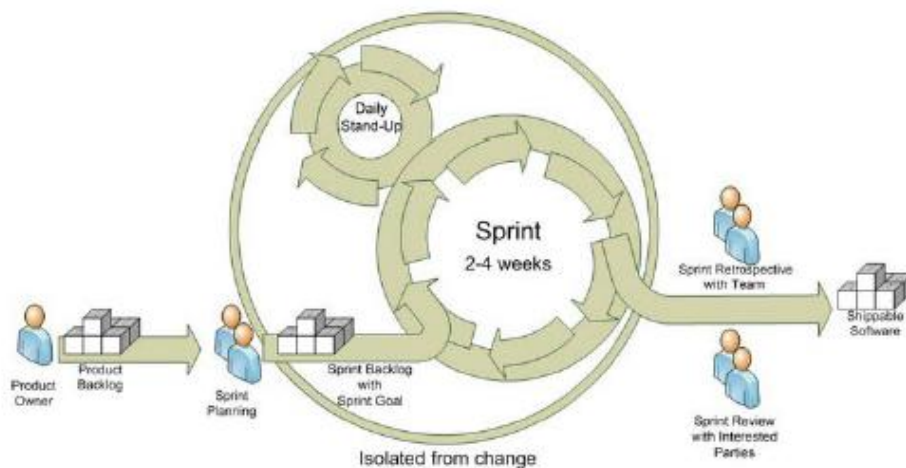 Daily
Stand-Up
Sprint
2-4 weeks
Product
Owner
Product
Backlog
Sprint
Planning
Sprint Backlog
with
Sprint Goal
Sprint Retrospective
with Team
Shippable
Software
Sprint Review
with Interested
Parties
Isolated from change